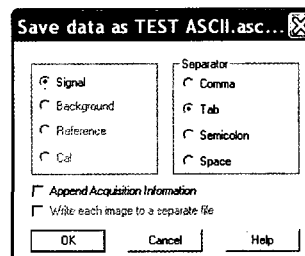 Save data as TEST ASCII.asc...
Signal
Background
Reference
Cal
Separator
Comma
Tab
Semicolon
Space
Append Acquisition Information
Write each image to a separate file
OK
Cancel
Help